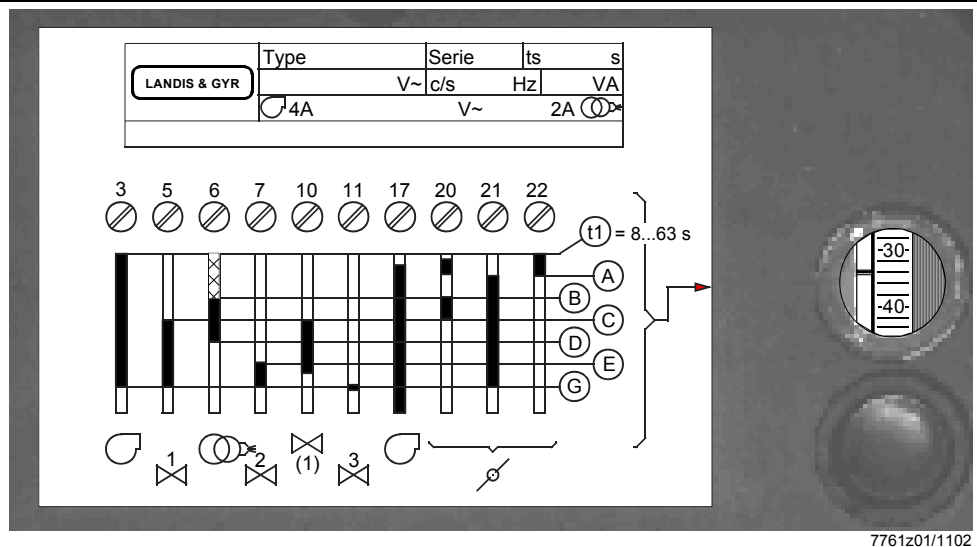 Type Serie ts s
LANDIS & GYR
V~ c/s Hz VA
4A V~ 2A
3 5 6 7 10 11 17 20 21 22
t1 = 8...63 s
A
B
C
D
E
G
-30-
-40-
1 2 (1) 3
7761z01/1102